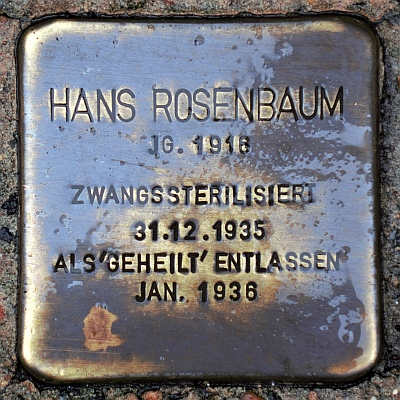 HANS ROSENBAUM
JG. 1916
ZWANGSSTERILISIERT
31.12.1935
ALS 'GEHEILT' ENTLASSEN
JAN. 1936